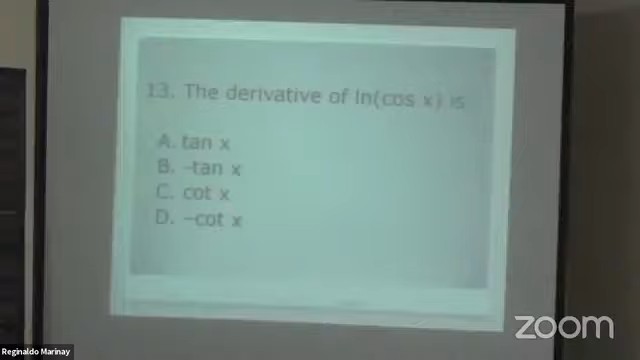 13. The derivative of ln(cos x) is
A. tan x
B. -tan x
C. cot x
D. -cot x
zoom
Reginaldo Marinay